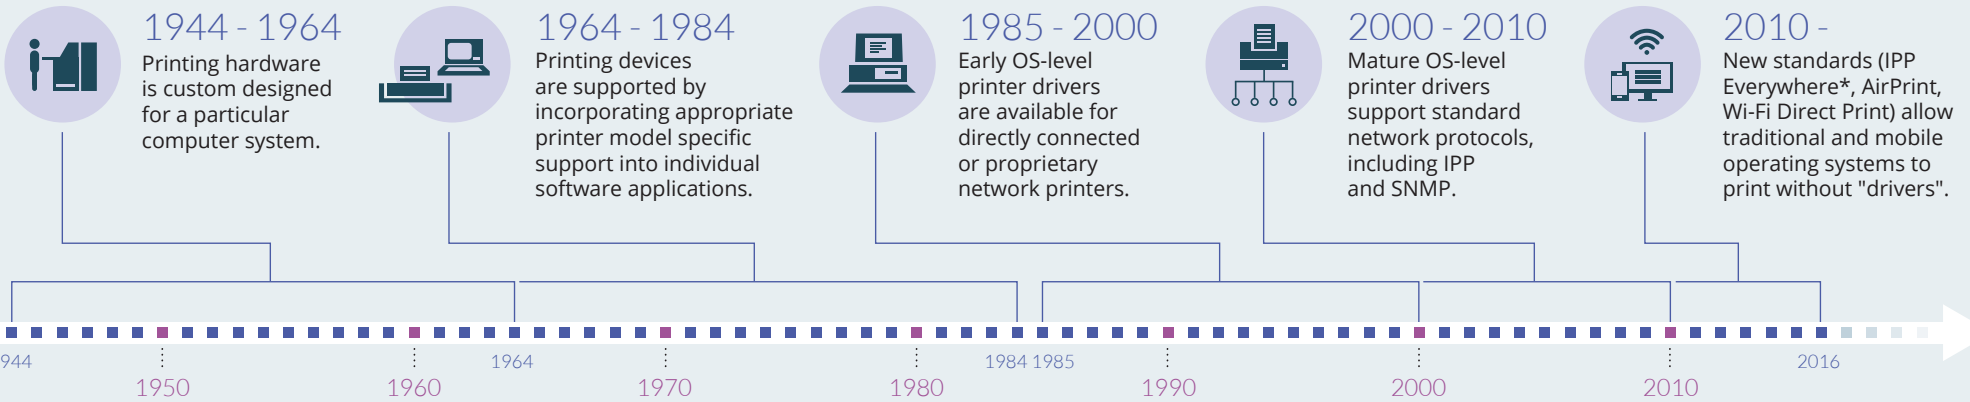 1944 - 1964
Printing hardware
is custom designed
for a particular
computer system.
1964 - 1984
Printing devices
are supported by
incorporating appropriate
printer model specific
support into individual
software applications.
1985 - 2000
Early OS-level
printer drivers
are available for
directly connected
or proprietary
network printers.
2000 - 2010
Mature OS-level
printer drivers
support standard
network protocols,
including IPP
and SNMP.
2010 -
New standards (IPP
Everywhere*, AirPrint,
Wi-Fi Direct Print) allow
traditional and mobile
operating systems to
print without "drivers".
944 1964 1984 1985 2016
1950 1960 1970 1980 1990 2000 2010